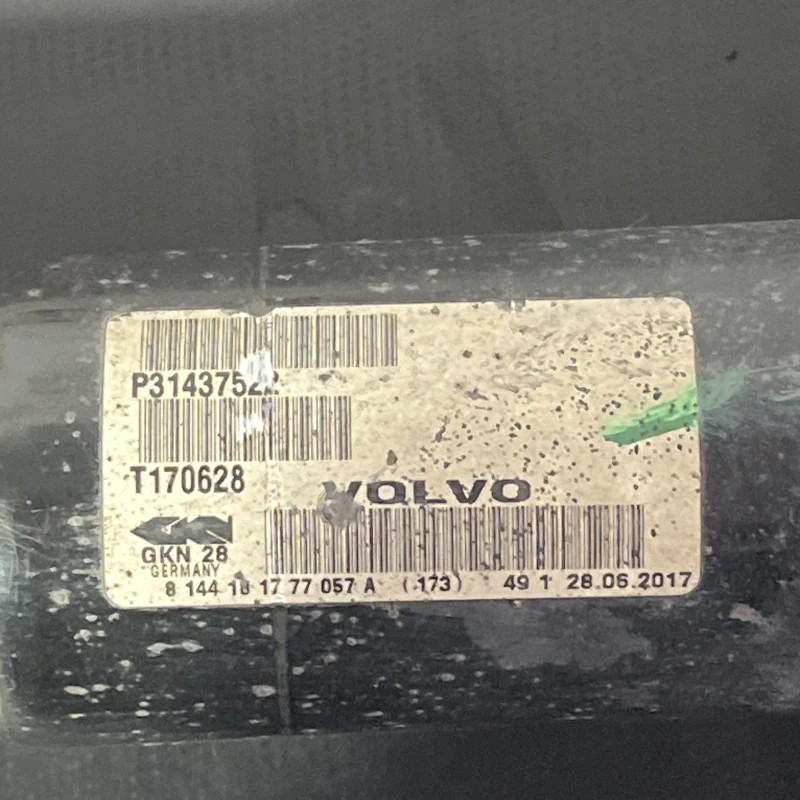 P31437522
T170628
VOLVO
GKN 28
GERMANY
8 144 18 17 77 057 A (173) 49 1 28.06.2017